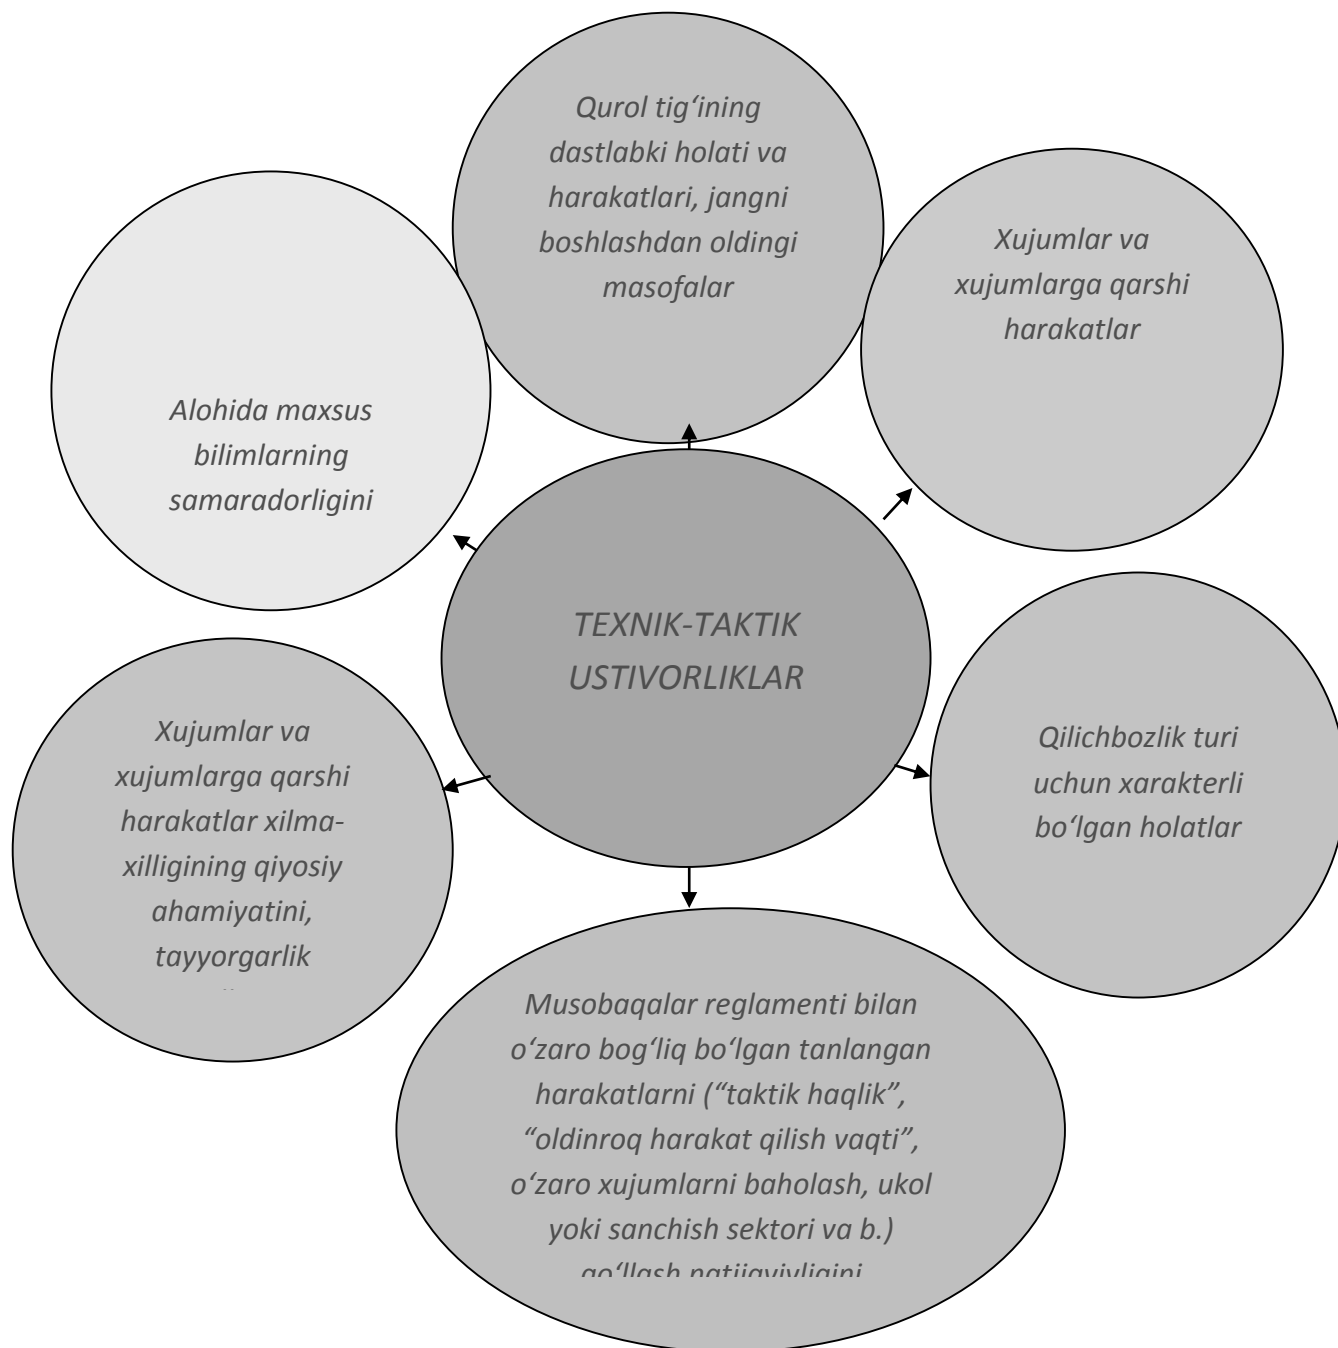 Qurol tig‘ining
dastlabki holati va
harakatlari, jangni
boshlashdan oldingi
masofalar
Xujumlar va
xujumlarga qarshi
harakatlar
Alohida maxsus
bilimlarning
samaradorligini
TEXNIK-TAKTIK
USTIVORLIKLAR
Xujumlar va
xujumlarga qarshi
harakatlar xilma-
xilligining qiyosiy
ahamiyatini,
tayyorgarlik
Qilichbozlik turi
uchun xarakterli
bo‘lgan holatlar
Musobaqalar reglamenti bilan
o‘zaro bog‘liq bo‘lgan tanlangan
harakatlarni (“taktik haqlik”,
“oldinroq harakat qilish vaqti”,
o‘zaro xujumlarni baholash, ukol
yoki sanchish sektori va b.)
qo‘llash natijaviyligini